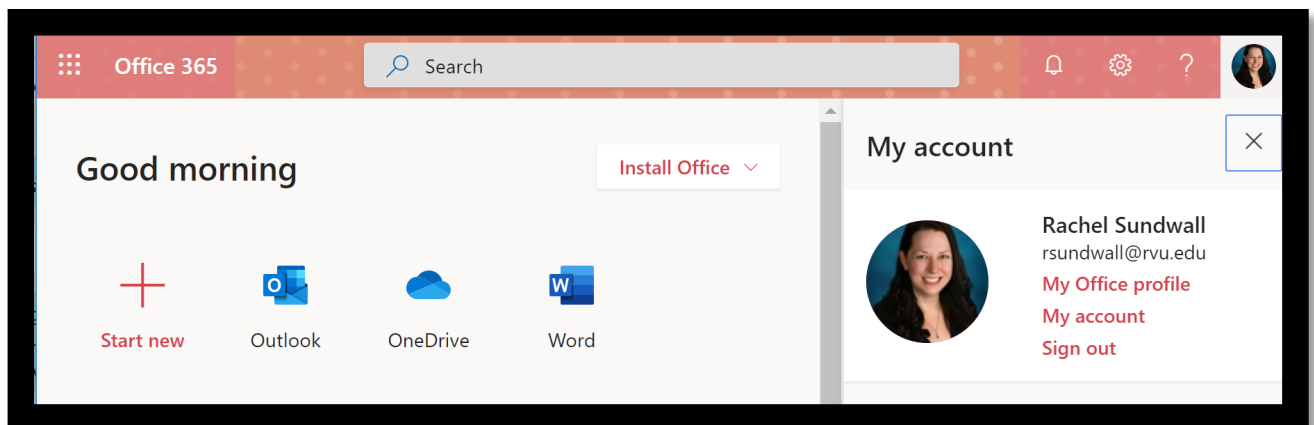 Office 365
Search
?
Good morning
Install Office
My account
Rachel Sundwall
rsundwall@rvu.edu
My Office profile
My account
Sign out
Start new
Outlook
OneDrive
Word